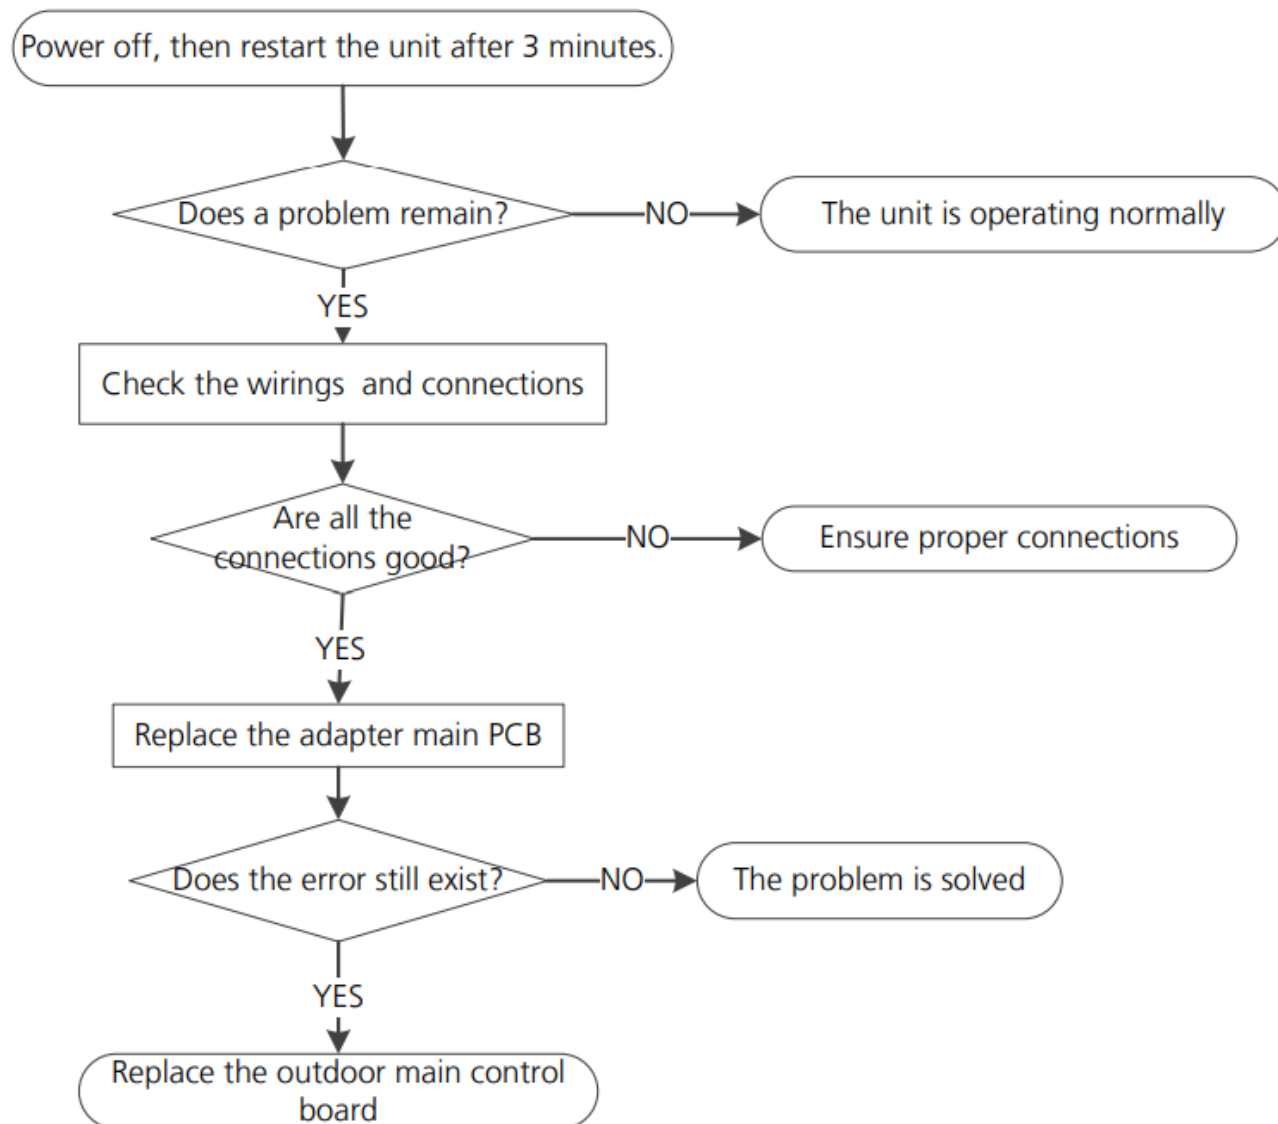 Power off, then restart the unit after 3 minutes.
Does a problem remain?
NO
The unit is operating normally
YES
Check the wirings  and connections
Are all the
connections good?
NO
Ensure proper connections
YES
Replace the adapter main PCB
Does the error still exist?
NO
The problem is solved
YES
Replace the outdoor main control
board